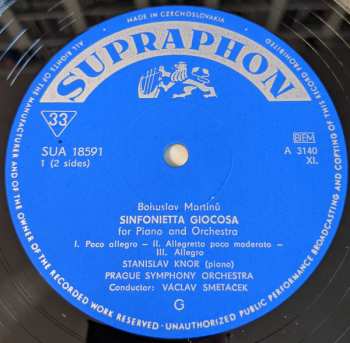 MADE IN CZECHOSLOVAKIA
ALL RIGHTS OF THE MANUFACTURER AND OF THE OWNER OF THE RECORDED WORK RESERVED · UNAUTHORIZED PUBLIC PERFORMANCE BROADCASTING AND COPYING OF THIS RECORD PROHIBITED
SUPRAPHON
33
SUA 18591
1 (2 sides)
BIEM
A 3140
XI.
Bohuslav Martinů
SINFONIETTA GIOCOSA
for Piano and Orchestra
I. Poco allegro – II. Allegretto poco moderato –
III. Allegro
STANISLAV KNOR (piano)
PRAGUE SYMPHONY ORCHESTRA
Conductor: VÁCLAV SMETÁČEK
G